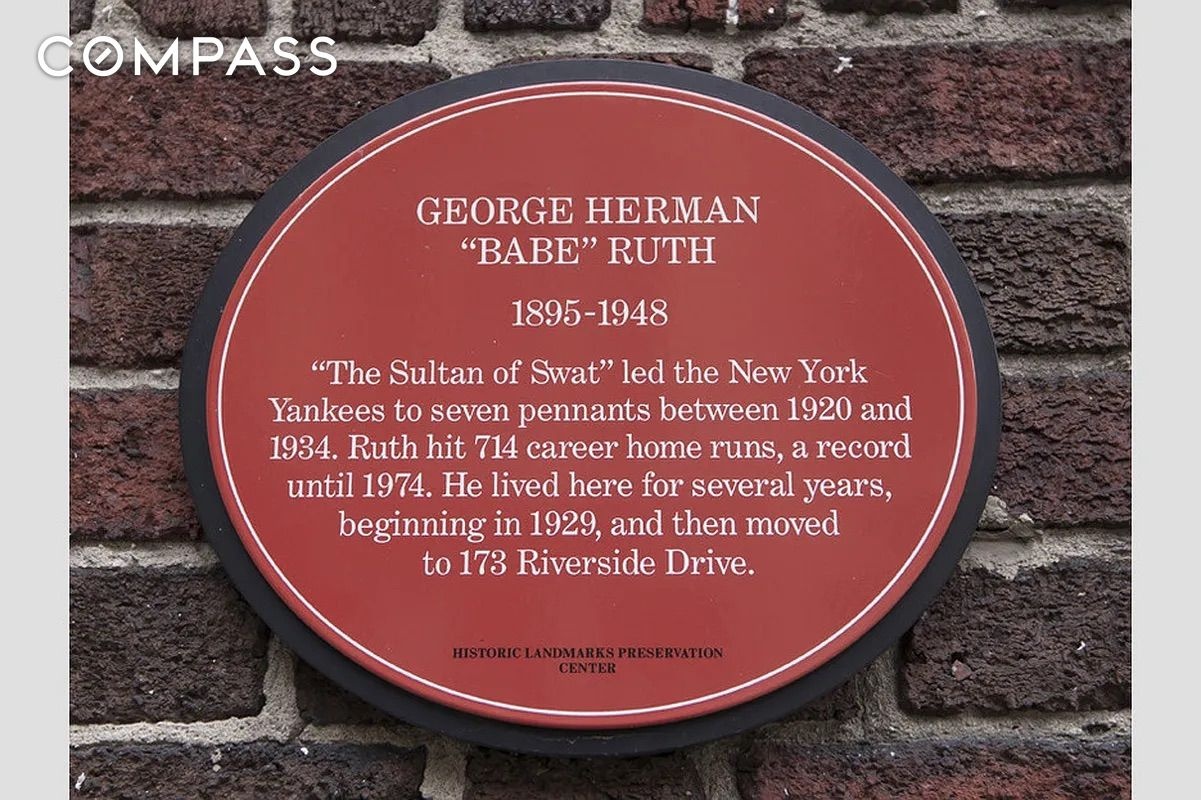 COMPASS
GEORGE HERMAN
“BABE” RUTH
1895-1948
“The Sultan of Swat” led the New York
Yankees to seven pennants between 1920 and
1934. Ruth hit 714 career home runs, a record
until 1974. He lived here for several years,
beginning in 1929, and then moved
to 173 Riverside Drive.
HISTORIC LANDMARKS PRESERVATION
CENTER